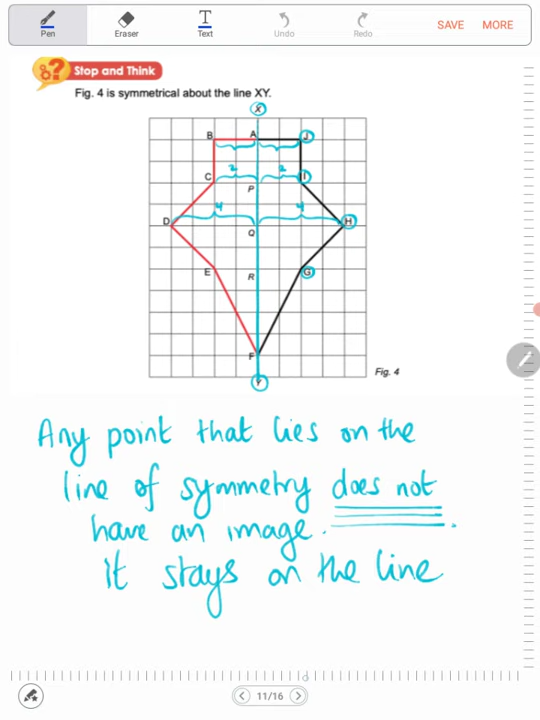 Pen
Eraser
T
Text
Undo
Redo
SAVE
MORE
Stop and Think
Fig. 4 is symmetrical about the line XY.
X
B
A
J
2
2
C
P
I
4
4
D
Q
H
E
R
G
F
Y
Fig. 4
Any point that lies on the
line of symmetry does not
have an image.
it stays on the line
11/16